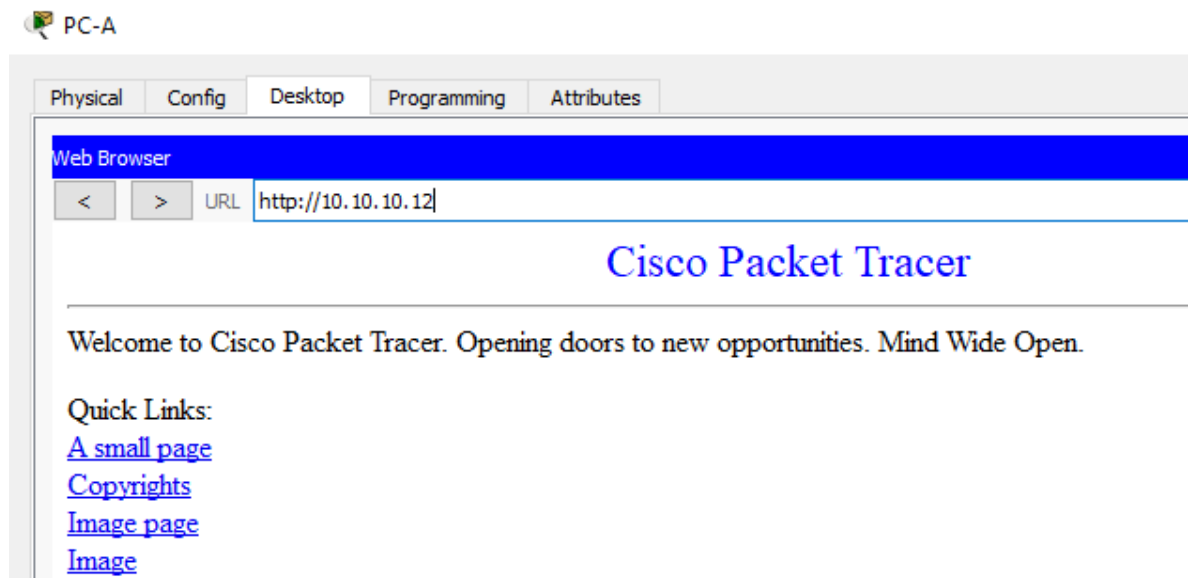 PC-A
Physical Config Desktop Programming Attributes
Web Browser
< > URL http://10.10.10.12
Cisco Packet Tracer
Welcome to Cisco Packet Tracer. Opening doors to new opportunities. Mind Wide Open.
Quick Links:
A small page
Copyrights
Image page
Image